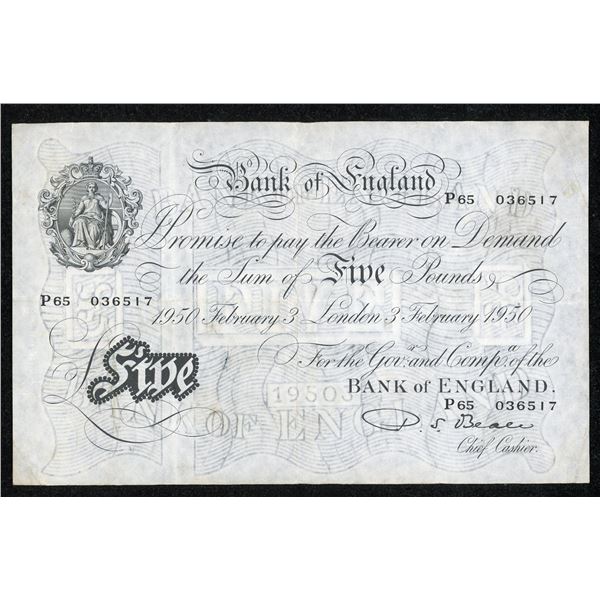 Bank of England
P65 036517
I Promise to pay the Bearer on Demand
the Sum of Five Pounds
P65 036517
1950 February 3 London 3 February 1950
For the Govr. and Compa. of the
BANK of ENGLAND.
£ Five
P65 036517
P. S. Beale
Chief Cashier.
OF ENGL